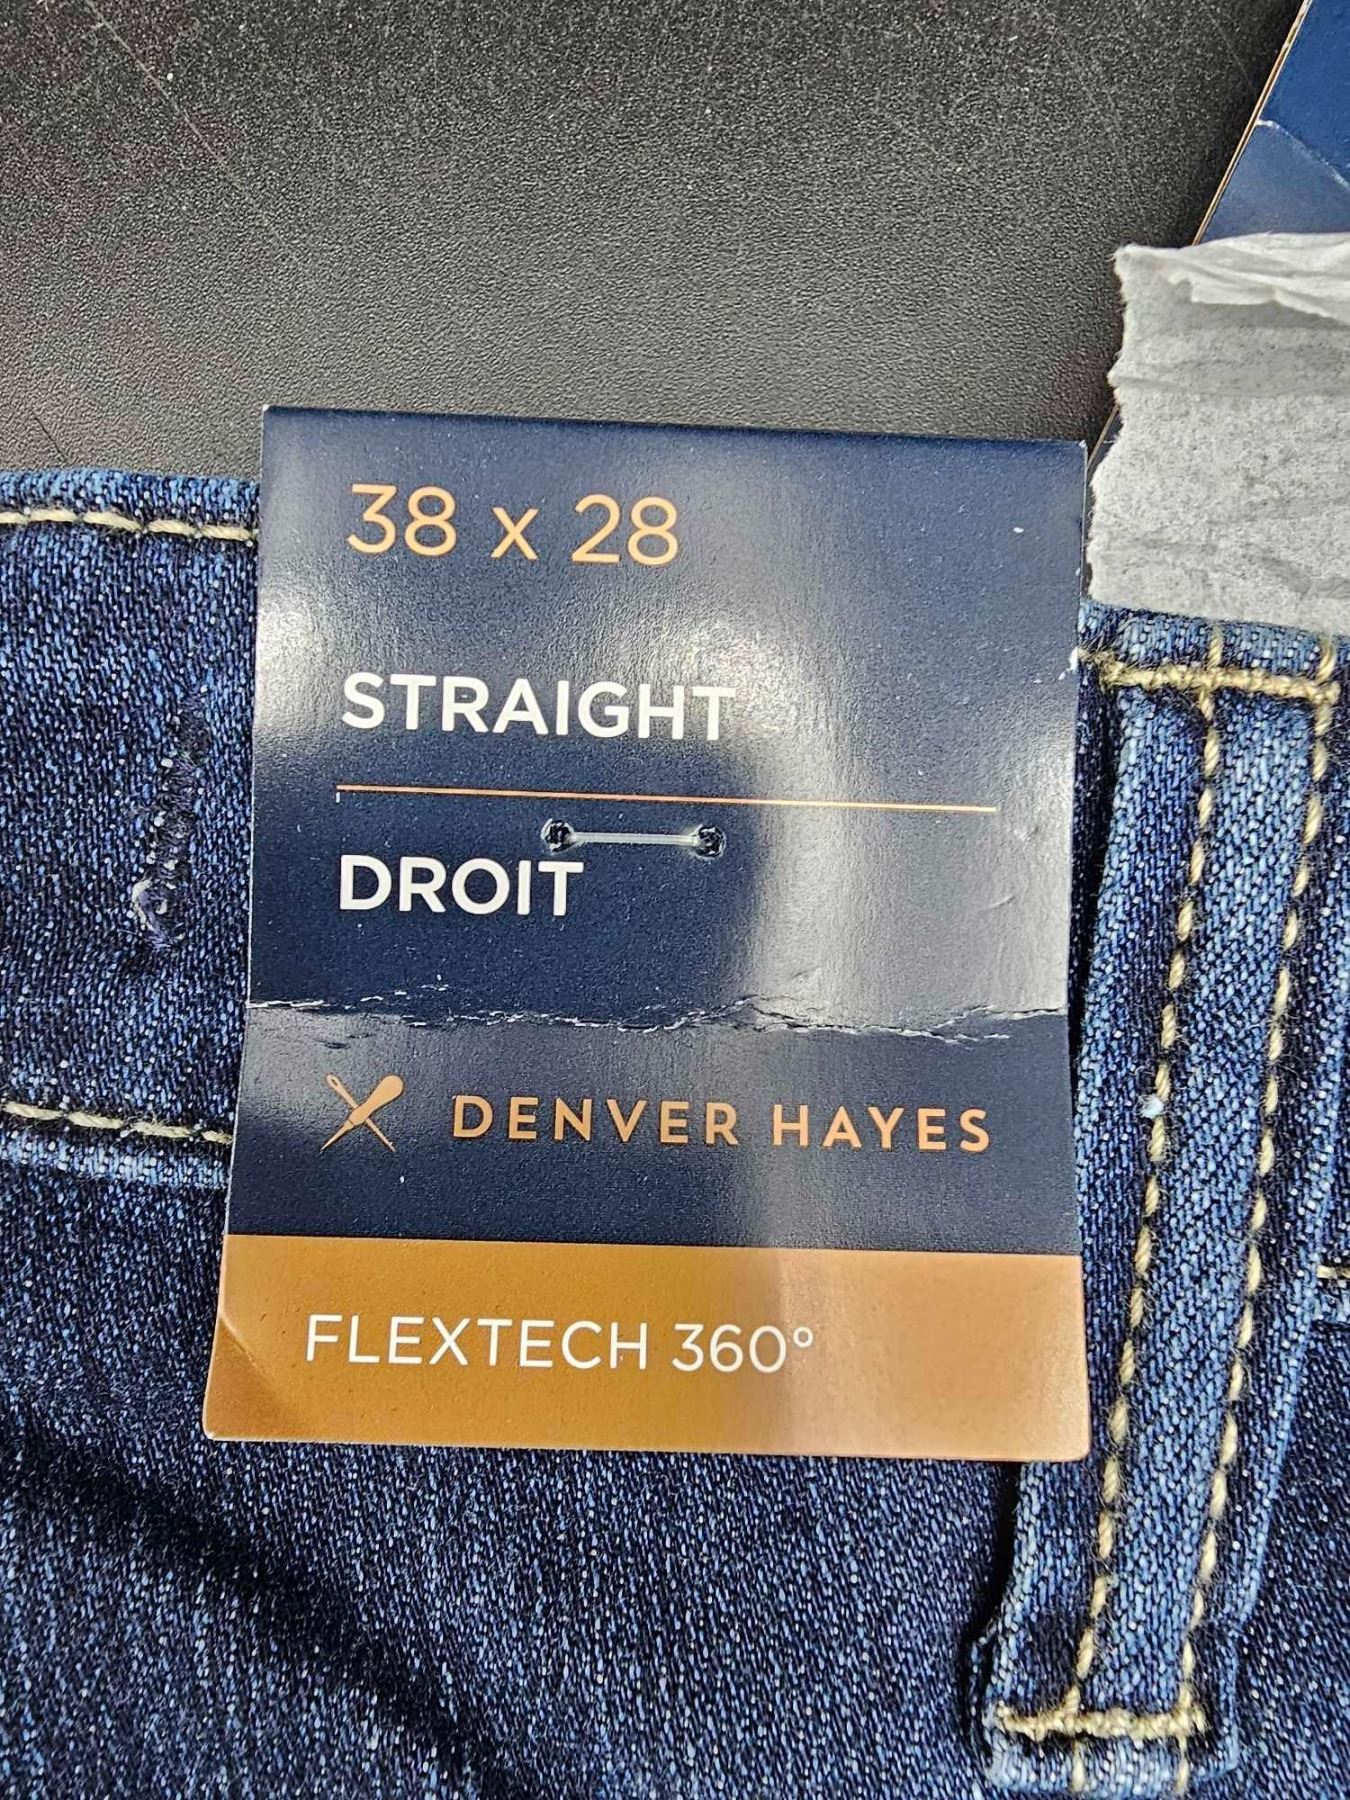 38 x 28
STRAIGHT
DROIT
DENVER HAYES
FLEXTECH 360°